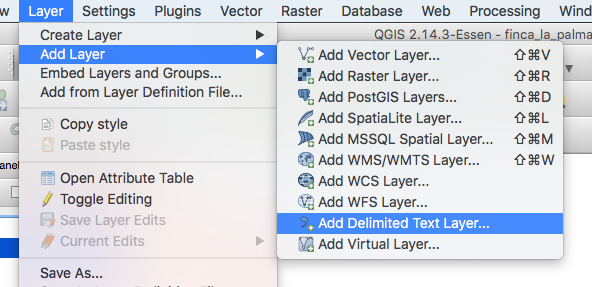 w Layer Settings Plugins Vector Raster Database Web Processing Wind
QGIS 2.14.3-Essen - finca_la_palma
Create Layer
Add Layer
Embed Layers and Groups...
Add from Layer Definition File...
Copy style
Paste style
Open Attribute Table
Toggle Editing
Save Layer Edits
Current Edits
Save As...
Add Vector Layer... ⇧⌘V
Add Raster Layer... ⇧⌘R
Add PostGIS Layers... ⇧⌘D
Add SpatiaLite Layer... ⇧⌘L
Add MSSQL Spatial Layer... ⇧⌘M
Add WMS/WMTS Layer... ⇧⌘W
Add WCS Layer...
Add WFS Layer...
Add Delimited Text Layer...
Add Virtual Layer...
anel